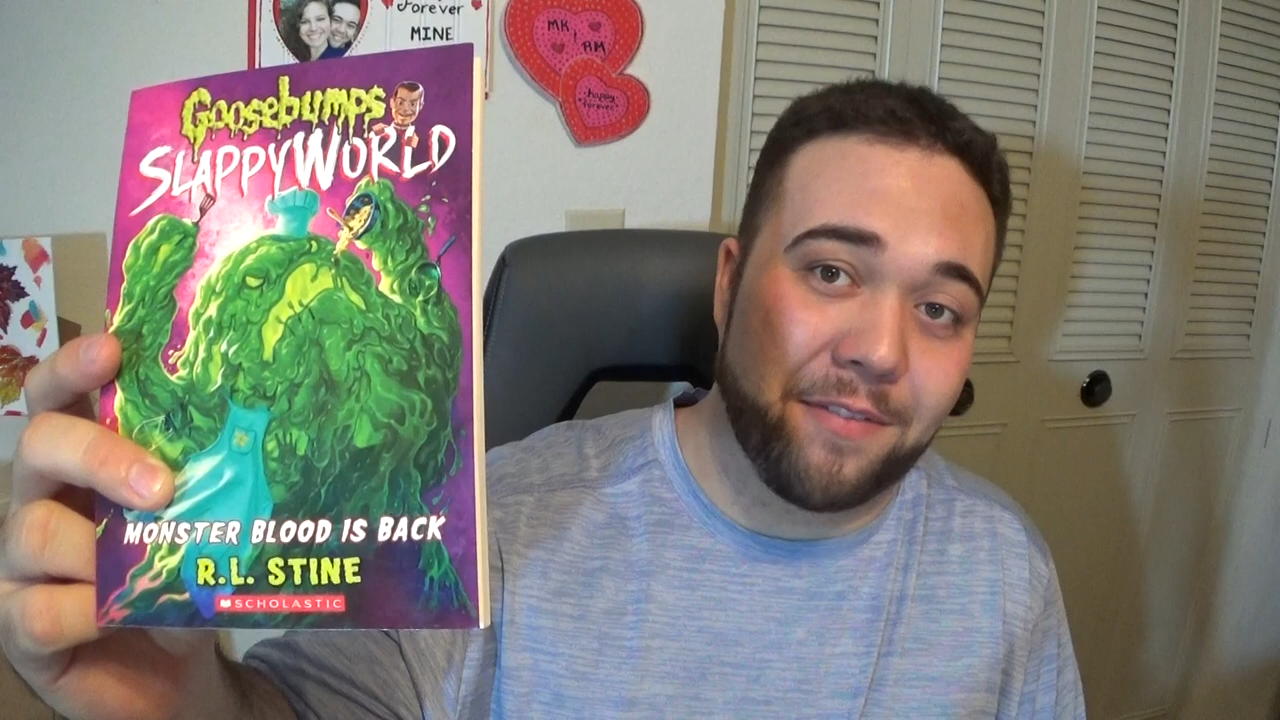 Forever
MINE
MK
AM
happy
forever!
Goosebumps
SLAPPYWORLD
MONSTER BLOOD IS BACK
R.L. STINE
SCHOLASTIC